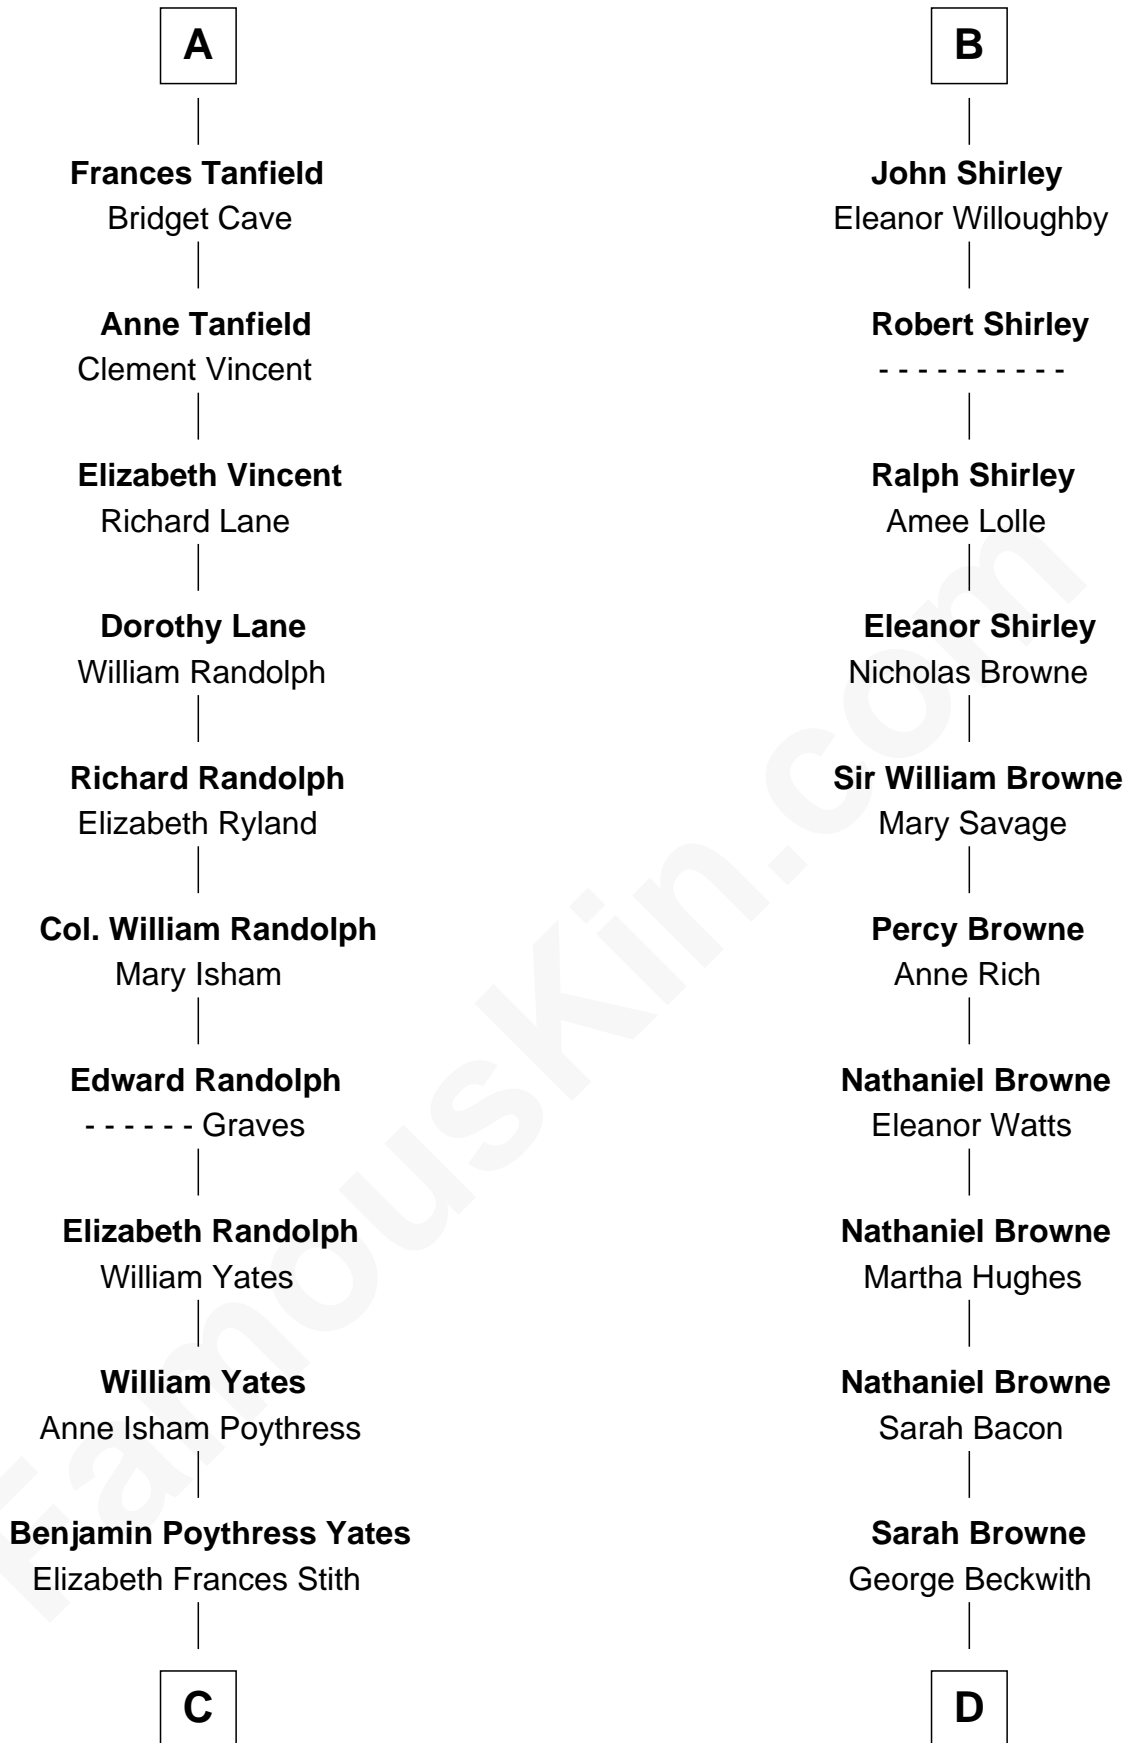 A
Frances Tanfield
Bridget Cave
Anne Tanfield
Clement Vincent
Elizabeth Vincent
Richard Lane
Dorothy Lane
William Randolph
Richard Randolph
Elizabeth Ryland
Col. William Randolph
Mary Isham
Edward Randolph
- - - - - - Graves
Elizabeth Randolph
William Yates
William Yates
Anne Isham Poythress
Benjamin Poythress Yates
Elizabeth Frances Stith
C
B
John Shirley
Eleanor Willoughby
Robert Shirley
- - - - - - - - - -
Ralph Shirley
Amee Lolle
Eleanor Shirley
Nicholas Browne
Sir William Browne
Mary Savage
Percy Browne
Anne Rich
Nathaniel Browne
Eleanor Watts
Nathaniel Browne
Martha Hughes
Nathaniel Browne
Sarah Bacon
Sarah Browne
George Beckwith
D
FamousKin.com